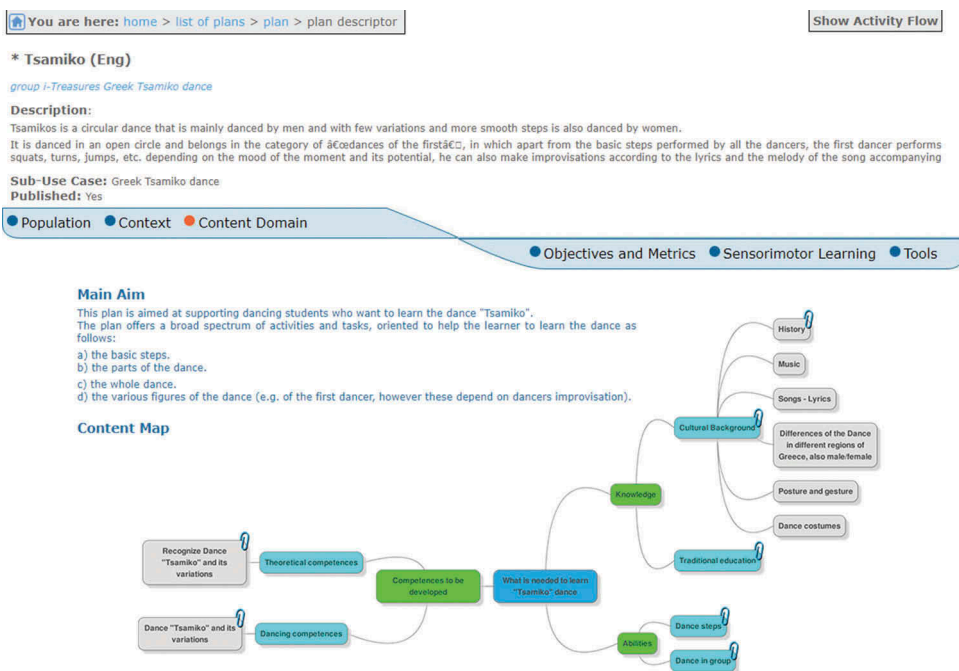 You are here: home > list of plans > plan > plan descriptor
Show Activity Flow
* Tsamiko (Eng)
group i-Treasures Greek Tsamiko dance
Description:
Tsamikos is a circular dance that is mainly danced by men and with few variations and more smooth steps is also danced by women.
It is danced in an open circle and belongs in the category of â€œdances of the firstâ€□, in which apart from the basic steps performed by all the dancers, the first dancer performs
squats, turns, jumps, etc. depending on the mood of the moment and its potential, he can also make improvisations according to the lyrics and the melody of the song accompanying
Sub-Use Case: Greek Tsamiko dance
Published: Yes
Population Context Content Domain
Objectives and Metrics Sensorimotor Learning Tools
Main Aim
This plan is aimed at supporting dancing students who want to learn the dance "Tsamiko".
The plan offers a broad spectrum of activities and tasks, oriented to help the learner to learn the dance as
follows:
a) the basic steps.
b) the parts of the dance.
c) the whole dance.
d) the various figures of the dance (e.g. of the first dancer, however these depend on dancers improvisation).
Content Map
History
Music
Songs - Lyrics
Cultural Background
Differences of the Dance
in different regions of
Greece, also male/female
Posture and gesture
Dance costumes
Knowledge
Traditional education
Recognize Dance
"Tsamiko" and its
variations
Theoretical competences
Competences to be
developed
What is needed to learn
"Tsamiko" dance
Dance "Tsamiko" and its
variations
Dancing competences
Abilities
Dance steps
Dance in group